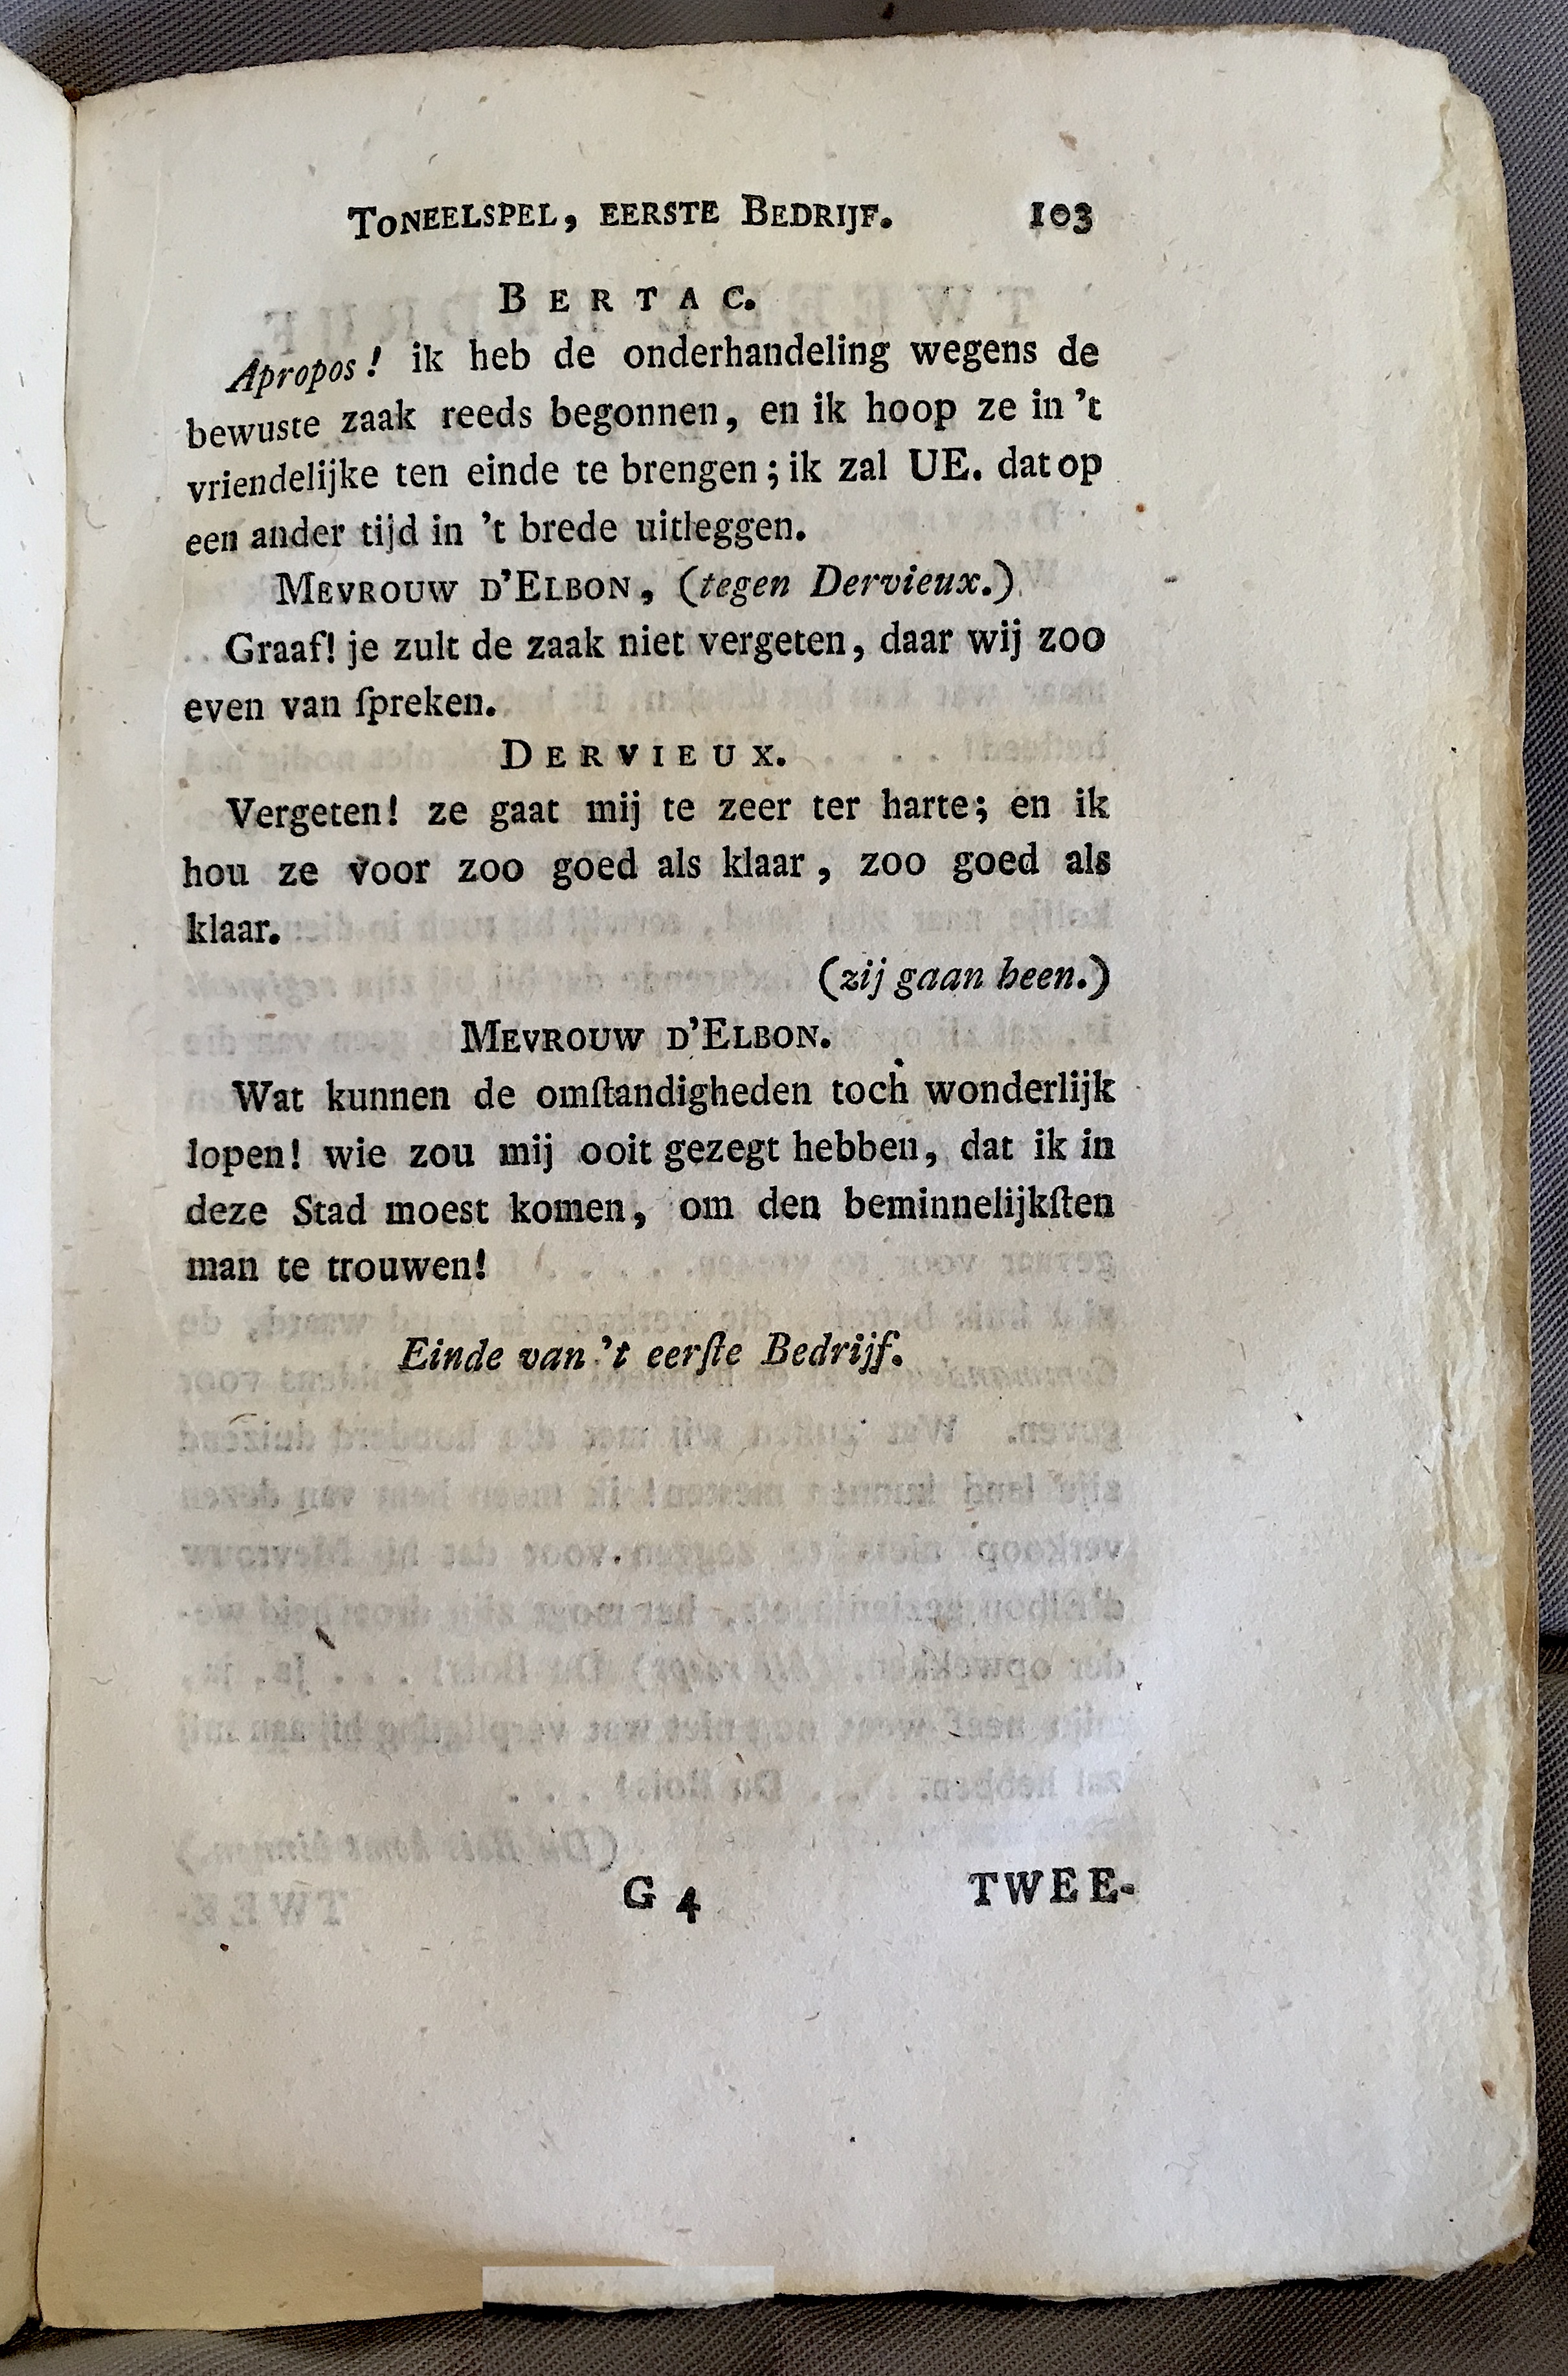 TONEELSPEL, EERSTE BEDRIJF. 103
BERTAC.
Apropos! ik heb de onderhandeling wegens de
bewuste zaak reeds begonnen, en ik hoop ze in 't
vriendelijke ten einde te brengen; ik zal UE. dat op
een ander tijd in 't brede uitleggen.
MEVROUW D'ELBON, (tegen Dervieux.)
Graaf! je zult de zaak niet vergeten, daar wij zoo
even van ſpreken.
DERVIEUX.
Vergeten! ze gaat mij te zeer ter harte; en ik
hou ze voor zoo goed als klaar, zoo goed als
klaar.
(zij gaan heen.)
MEVROUW D'ELBON.
Wat kunnen de omſtandigheden toch wonderlijk
lopen! wie zou mij ooit gezegt hebben, dat ik in
deze Stad moest komen, om den beminnelijkſten
man te trouwen!
Einde van 't eerſte Bedrijf.
G 4 TWEE-